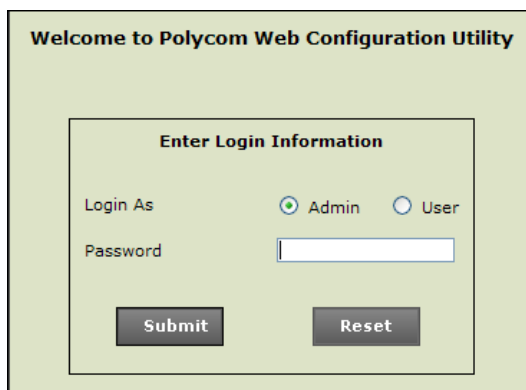 Welcome to Polycom Web Configuration Utility
Enter Login Information
Login As Admin User
Password
Submit Reset